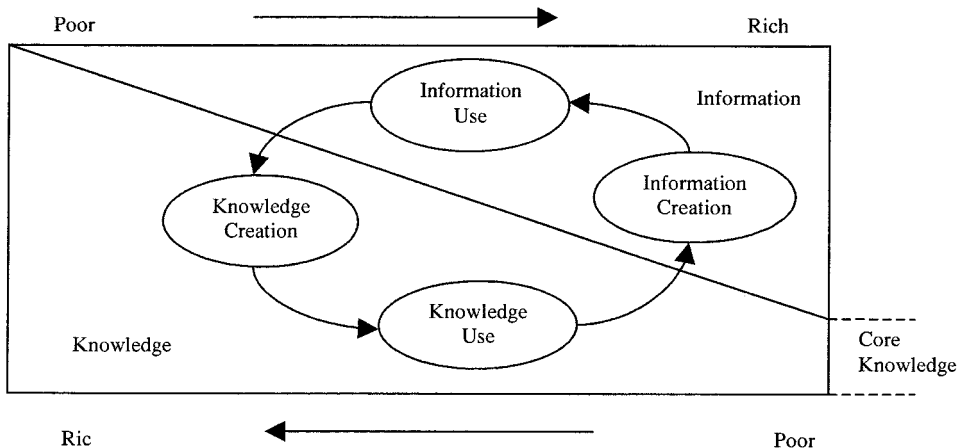 Poor
Rich
Information
Use
Information
Knowledge
Creation
Information
Creation
Knowledge
Use
Knowledge
Core
Knowledge
Ric
Poor